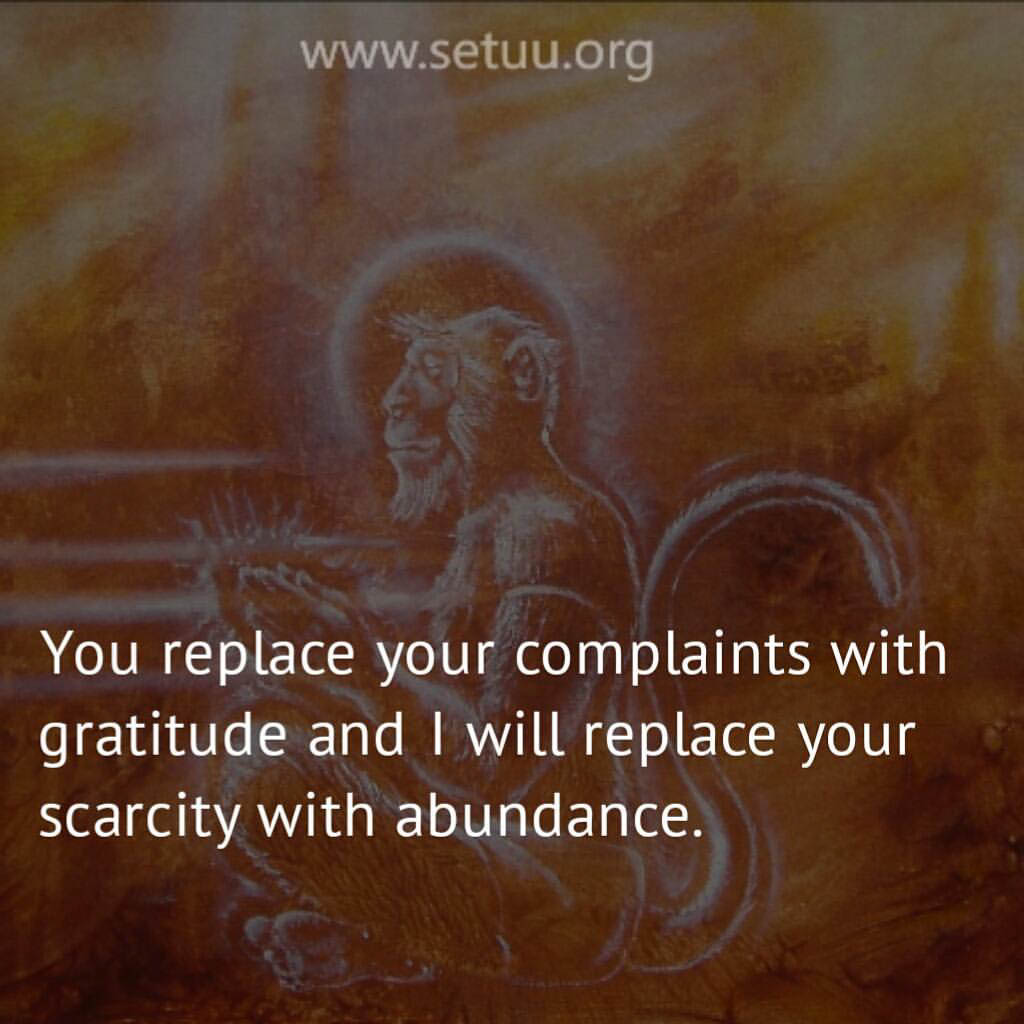 www.setuu.org
You replace your complaints with
gratitude and I will replace your
scarcity with abundance.